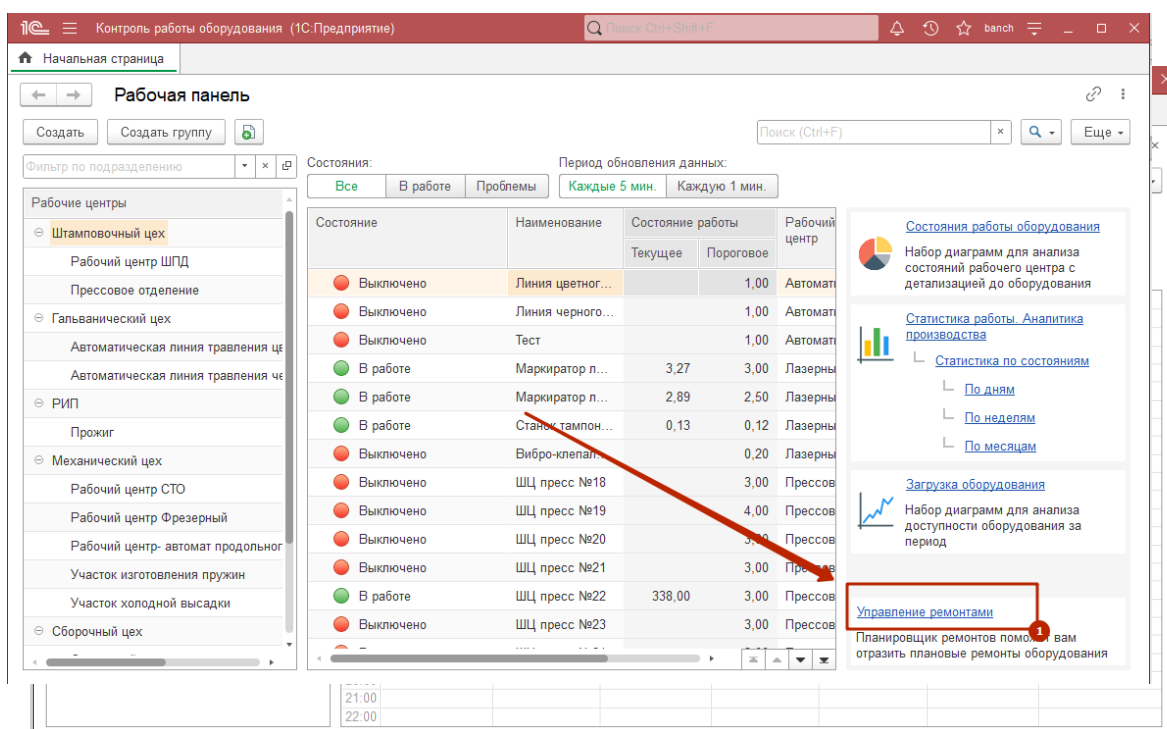 Контроль работы оборудования (1С:Предприятие)
Поиск Ctrl+Shift+F
banch
Начальная страница
Рабочая панель
Создать
Создать группу
Поиск (Ctrl+F)
Еще
Фильтр по подразделению
Состояния:
Период обновления данных:
Все
В работе
Проблемы
Каждые 5 мин.
Каждую 1 мин.
Рабочие центры
Штамповочный цех
Рабочий центр ШПД
Прессовое отделение
Гальванический цех
Автоматическая линия травления це
Автоматическая линия травления че
РИП
Прожиг
Механический цех
Рабочий центр СТО
Рабочий центр Фрезерный
Рабочий центр- автомат продольног
Участок изготовления пружин
Участок холодной высадки
Сборочный цех
Состояние
Наименование
Состояние работы
Рабочий центр
Текущее
Пороговое
Выключено Линия цветног... 1,00 Автомати
Выключено Линия черного... 1,00 Автомати
Выключено Тест 1,00 Автомати
В работе Маркиратор л... 3,27 3,00 Лазерны
В работе Маркиратор л... 2,89 2,50 Лазерны
В работе Станок тампон... 0,13 0,12 Лазерны
Выключено Вибро-клепал... 0,20 Лазерны
Выключено ШЦ пресс №18 3,00 Прессов
Выключено ШЦ пресс №19 4,00 Прессов
Выключено ШЦ пресс №20 3,00 Прессов
Выключено ШЦ пресс №21 3,00 Прессов
В работе ШЦ пресс №22 338,00 3,00 Прессов
Выключено ШЦ пресс №23 3,00 Прессов
Состояния работы оборудования
Набор диаграмм для анализа
состояний рабочего центра с
детализацией до оборудования
Статистика работы. Аналитика
производства
Статистика по состояниям
По дням
По неделям
По месяцам
Загрузка оборудования
Набор диаграмм для анализа
доступности оборудования за
период
Управление ремонтами
1
Планировщик ремонтов поможет вам
отразить плановые ремонты оборудования
21:00
22:00